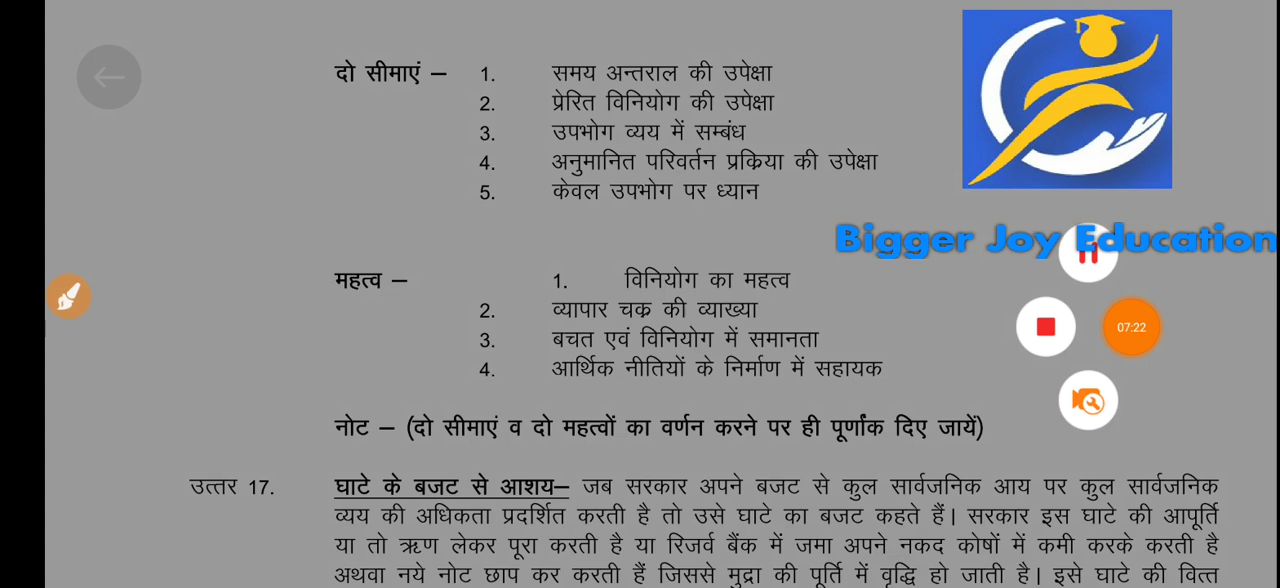 दो सीमाएं – 1. समय अन्तराल की उपेक्षा
2. प्रेरित विनियोग की उपेक्षा
3. उपभोग व्यय में सम्बंध
4. अनुमानित परिवर्तन प्रक्रिया की उपेक्षा
5. केवल उपभोग पर ध्यान
Bigger Joy Education
महत्व – 1. विनियोग का महत्व
2. व्यापार चक्र की व्याख्या
07:22
3. बचत एवं विनियोग में समानता
4. आर्थिक नीतियों के निर्माण में सहायक
नोट – (दो सीमाएं व दो महत्वों का वर्णन करने पर ही पूर्णांक दिए जायें)
उत्तर 17. घाटे के बजट से आशय– जब सरकार अपने बजट से कुल सार्वजनिक आय पर कुल सार्वजनिक
व्यय की अधिकता प्रदर्शित करती है तो उसे घाटे का बजट कहते हैं। सरकार इस घाटे की आपूर्ति
या तो ऋण लेकर पूरा करती है या रिजर्व बैंक में जमा अपने नकद कोषों में कमी करके करती है
अथवा नये नोट छाप कर करती हैं जिससे मुद्रा की पूर्ति में वृद्धि हो जाती है। इसे घाटे की वित्त